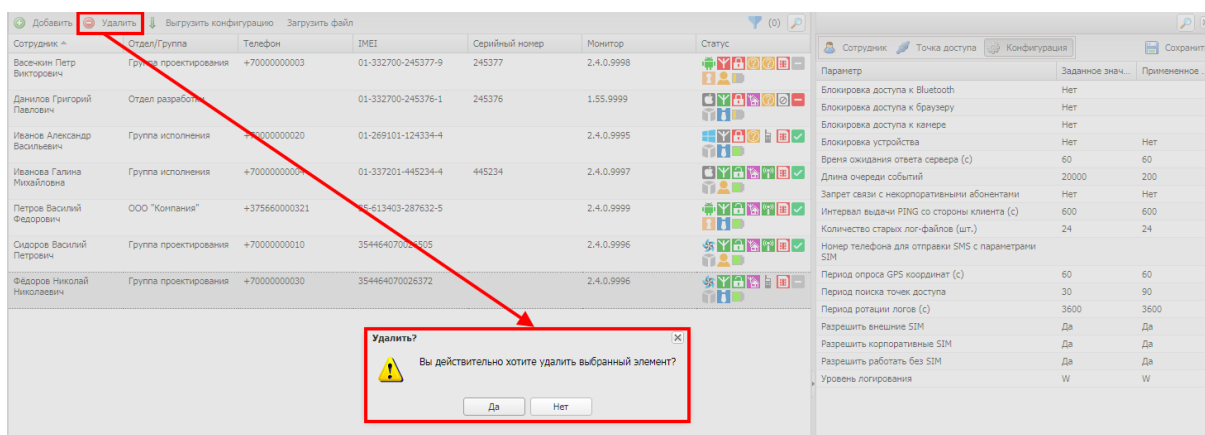 Добавить Удалить Выгрузить конфигурацию Загрузить файл (0)
Сотрудник Отдел/Группа Телефон IMEI Серийный номер Монитор Статус
Васечкин Петр Группа проектирования +70000000003 01-332700-245377-9 245377 2.4.0.9998
Викторович
Данилов Григорий Отдел разработки 01-332700-245376-1 245376 1.55.9999
Павлович
Иванов Александр Группа исполнения +70000000020 01-269101-124334-4 2.4.0.9995
Васильевич
Иванова Галина Группа исполнения +70000000004 01-337201-445234-4 445234 2.4.0.9997
Михайловна
Петров Василий ООО "Компания" +375660000321 35-613403-287632-5 2.4.0.9999
Федорович
Сидоров Василий Группа проектирования +70000000010 354464070026505 2.4.0.9996
Петрович
Фёдоров Николай Группа проектирования +70000000030 354464070026372 2.4.0.9996
Николаевич
Удалить?
Вы действительно хотите удалить выбранный элемент?
Да Нет
Сотрудник Точка доступа Конфигурация Сохранит
Параметр Заданное знач... Примененное ...
Блокировка доступа к Bluetooth Нет
Блокировка доступа к браузеру Нет
Блокировка доступа к камере Нет
Блокировка устройства Нет Нет
Время ожидания ответа сервера (с) 60 60
Длина очереди событий 20000 200
Запрет связи с некорпоративными абонентами Нет Нет
Интервал выдачи PING со стороны клиента (с) 600 600
Количество старых лог-файлов (шт.) 24 24
Номер телефона для отправки SMS с параметрами
SIM
Период опроса GPS координат (с) 60 60
Период поиска точек доступа 30 90
Период ротации логов (с) 3600 3600
Разрешить внешние SIM Да Да
Разрешить корпоративные SIM Да Да
Разрешить работать без SIM Да Да
Уровень логирования W W